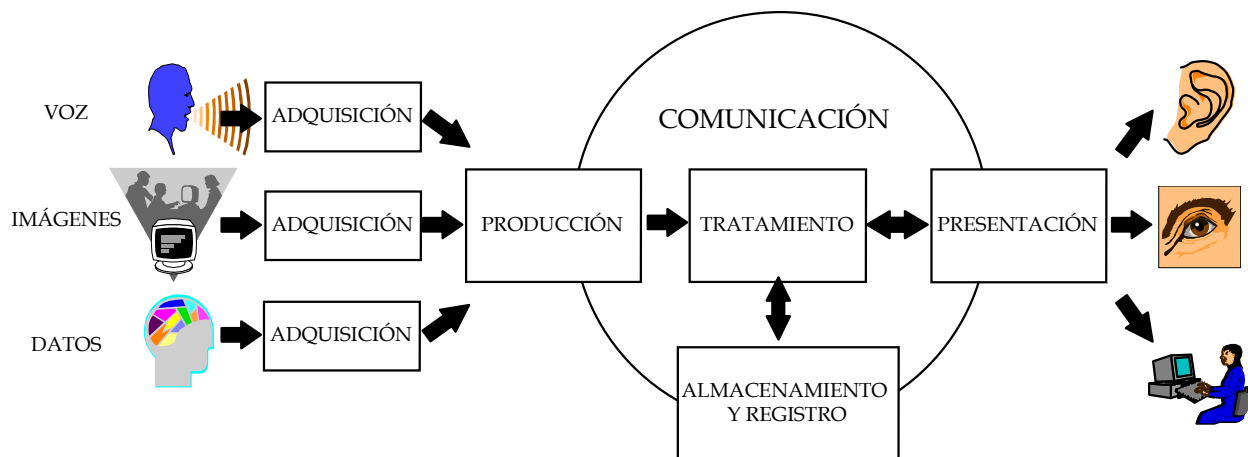 VOZ
ADQUISICIÓN
COMUNICACIÓN
IMÁGENES
ADQUISICIÓN
PRODUCCIÓN
TRATAMIENTO
PRESENTACIÓN
DATOS
ADQUISICIÓN
ALMACENAMIENTO
Y REGISTRO